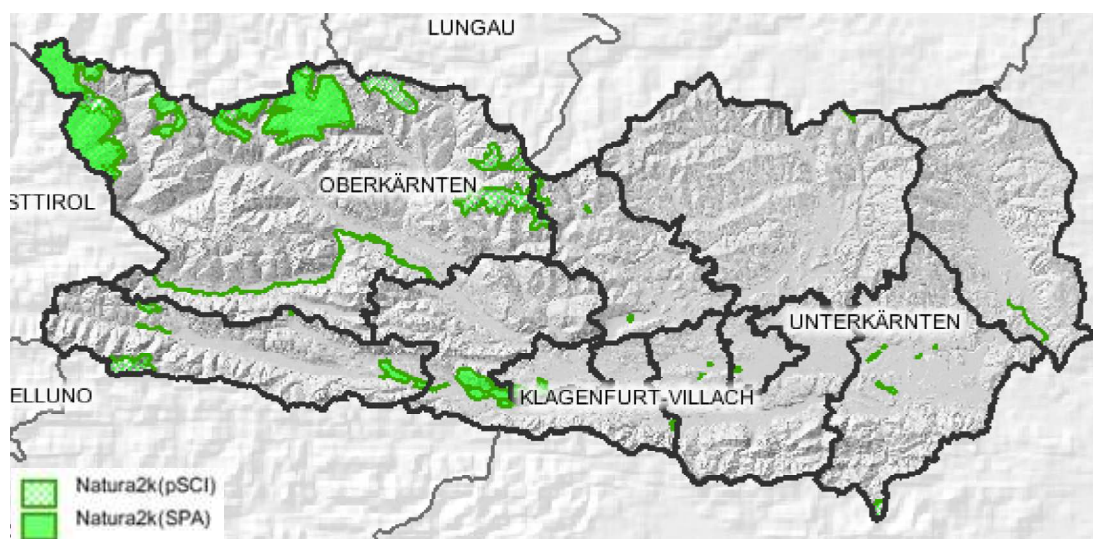 LUNGAU
OBERKÄRNTEN
STTIROL
UNTERKÄRNTEN
ELLUNO
KLAGENFURT-VILLACH
Natura2k(pSCI)
Natura2k(SPA)